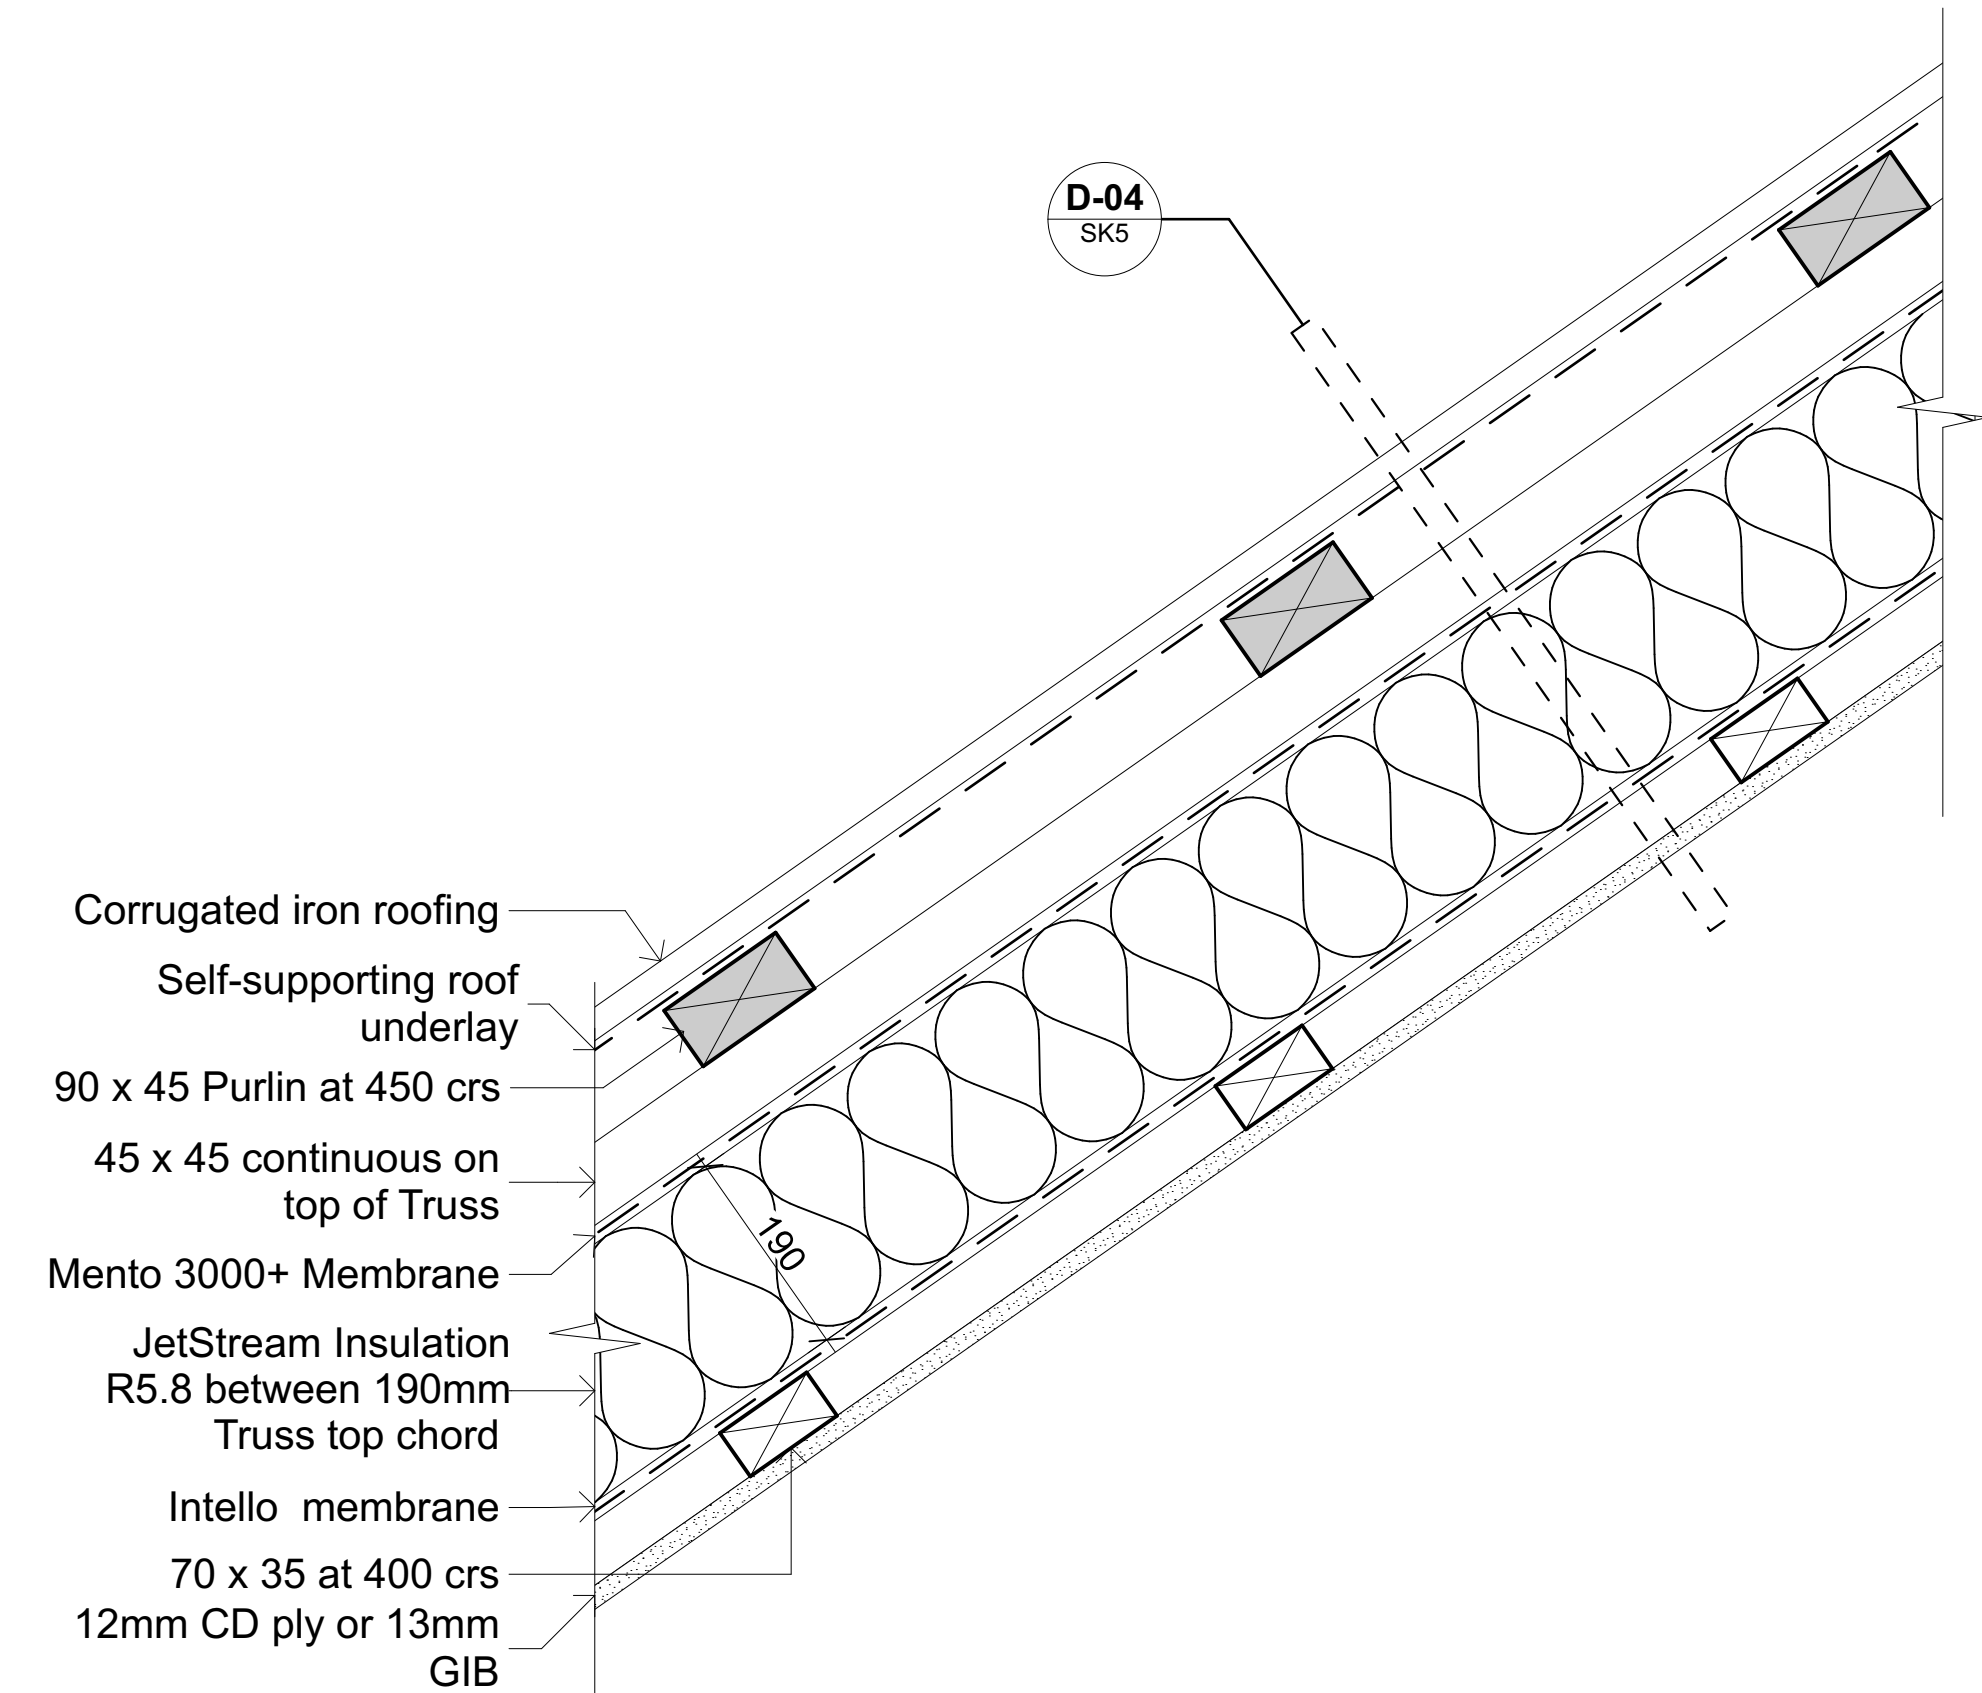 D-04
SK5
Corrugated iron roofing
Self-supporting roof
underlay
90 x 45 Purlin at 450 crs
45 x 45 continuous on
top of Truss
Mento 3000+ Membrane
190
JetStream Insulation
R5.8 between 190mm
Truss top chord
Intello membrane
70 x 35 at 400 crs
12mm CD ply or 13mm
GIB